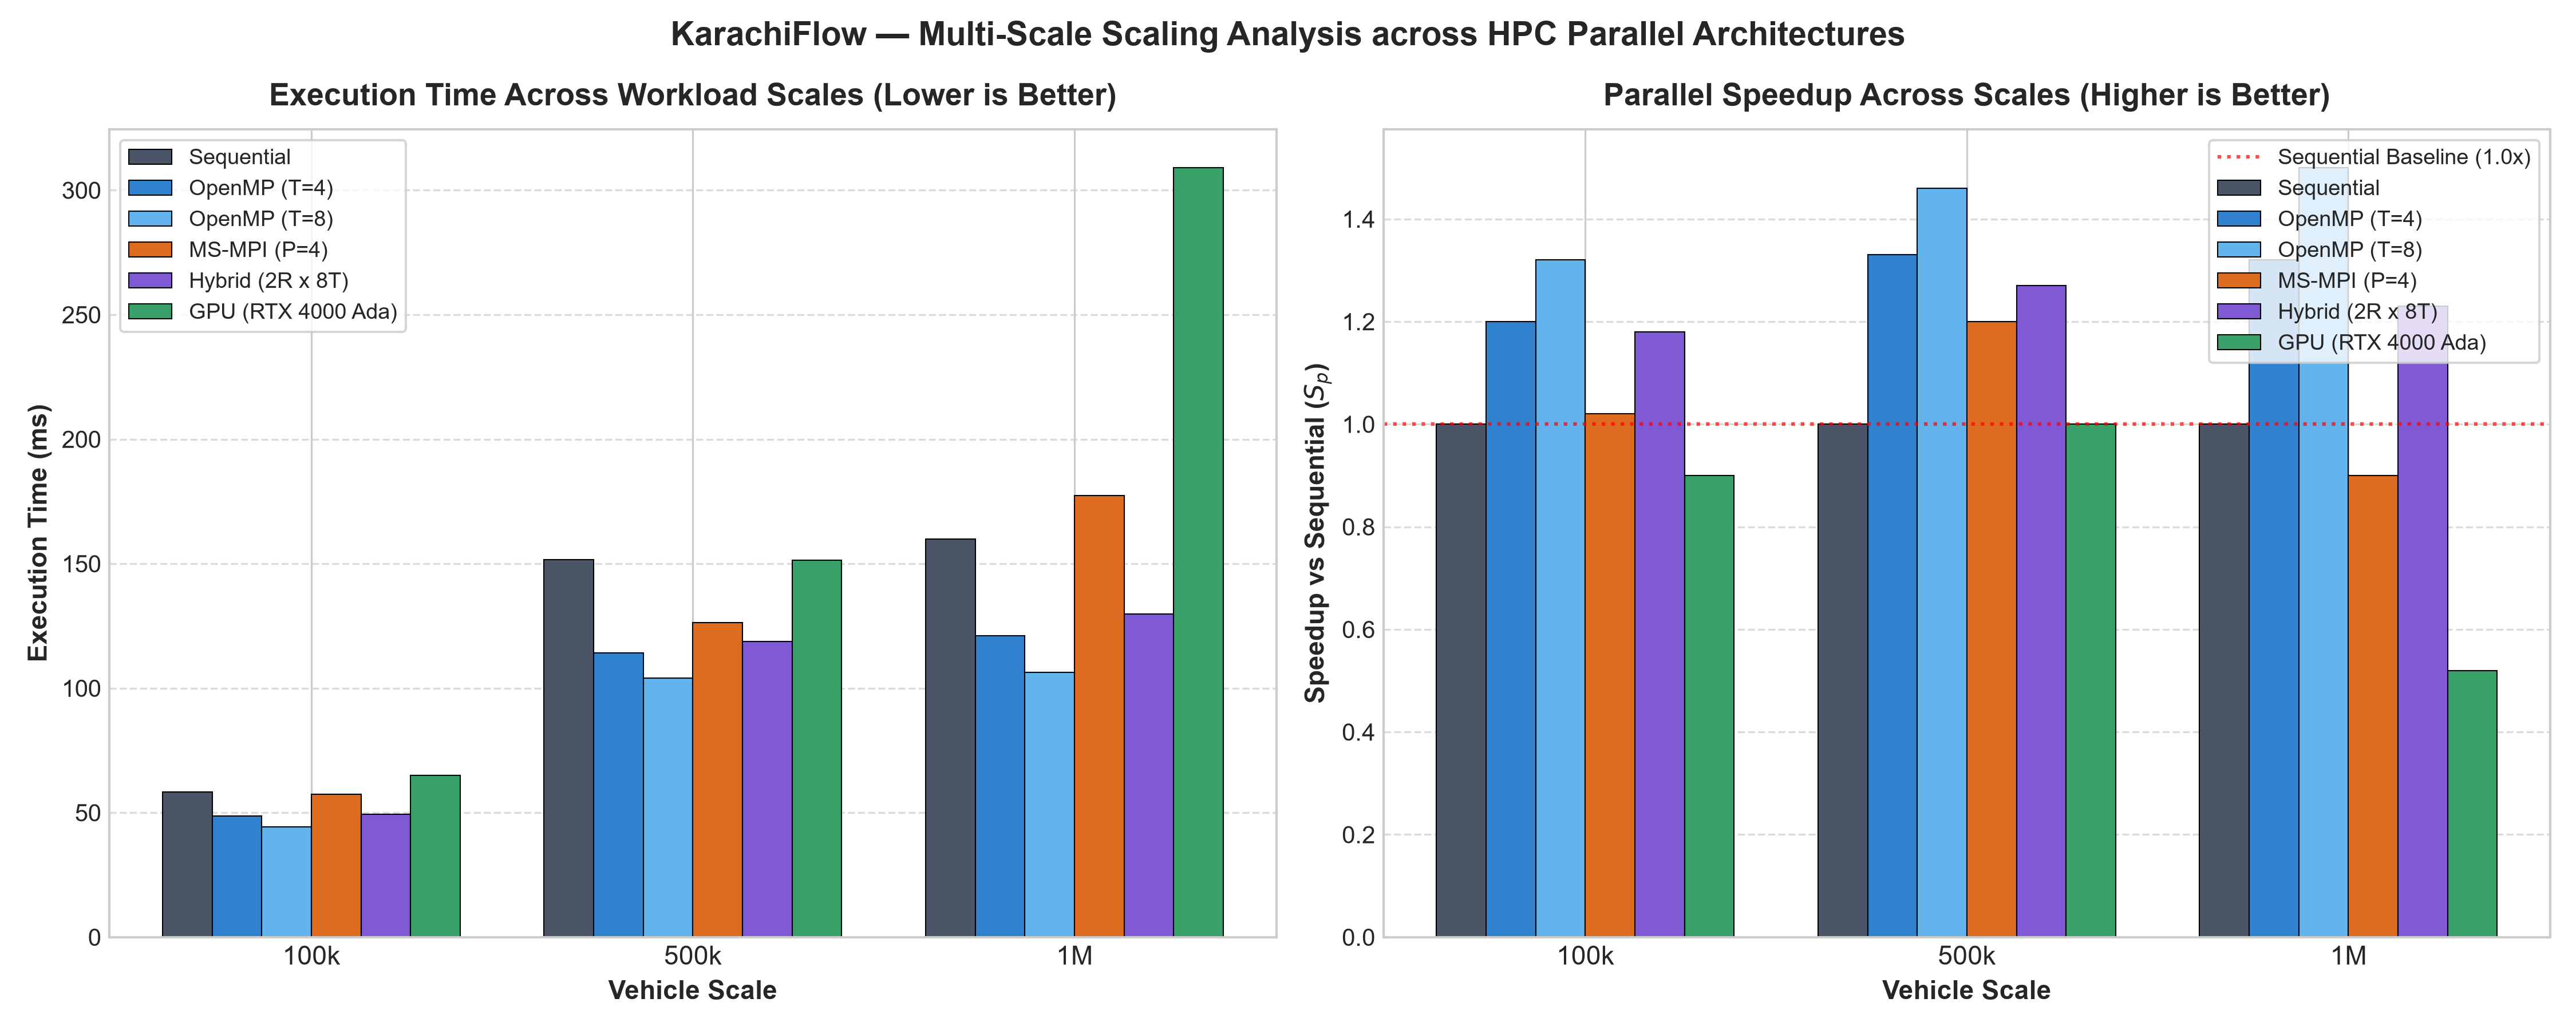 KarachiFlow — Multi-Scale Scaling Analysis across HPC Parallel Architectures
Execution Time Across Workload Scales (Lower is Better)
Execution Time (ms)
300
250
200
150
100
50
0
Sequential
OpenMP (T=4)
OpenMP (T=8)
MS-MPI (P=4)
Hybrid (2R x 8T)
GPU (RTX 4000 Ada)
100k
500k
1M
Vehicle Scale
Parallel Speedup Across Scales (Higher is Better)
Speedup vs Sequential (Sp)
1.4
1.2
1.0
0.8
0.6
0.4
0.2
0.0
Sequential Baseline (1.0x)
Sequential
OpenMP (T=4)
OpenMP (T=8)
MS-MPI (P=4)
Hybrid (2R x 8T)
GPU (RTX 4000 Ada)
100k
500k
1M
Vehicle Scale